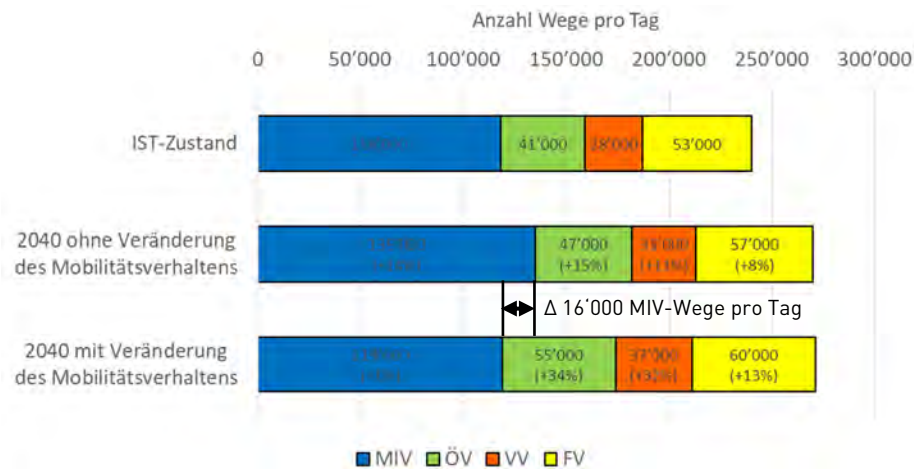 Anzahl Wege pro Tag
0 50'000 100'000 150'000 200'000 250'000 300'000
IST-Zustand
41'000 28'000 53'000
2040 ohne Veränderung
des Mobilitätsverhaltens
47'000 57'000
(+15%) (+8%)
Δ 16'000 MIV-Wege pro Tag
2040 mit Veränderung
des Mobilitätsverhaltens
55'000 37'000 60'000
(+34%) (+13%)
MIV ÖV VV FV